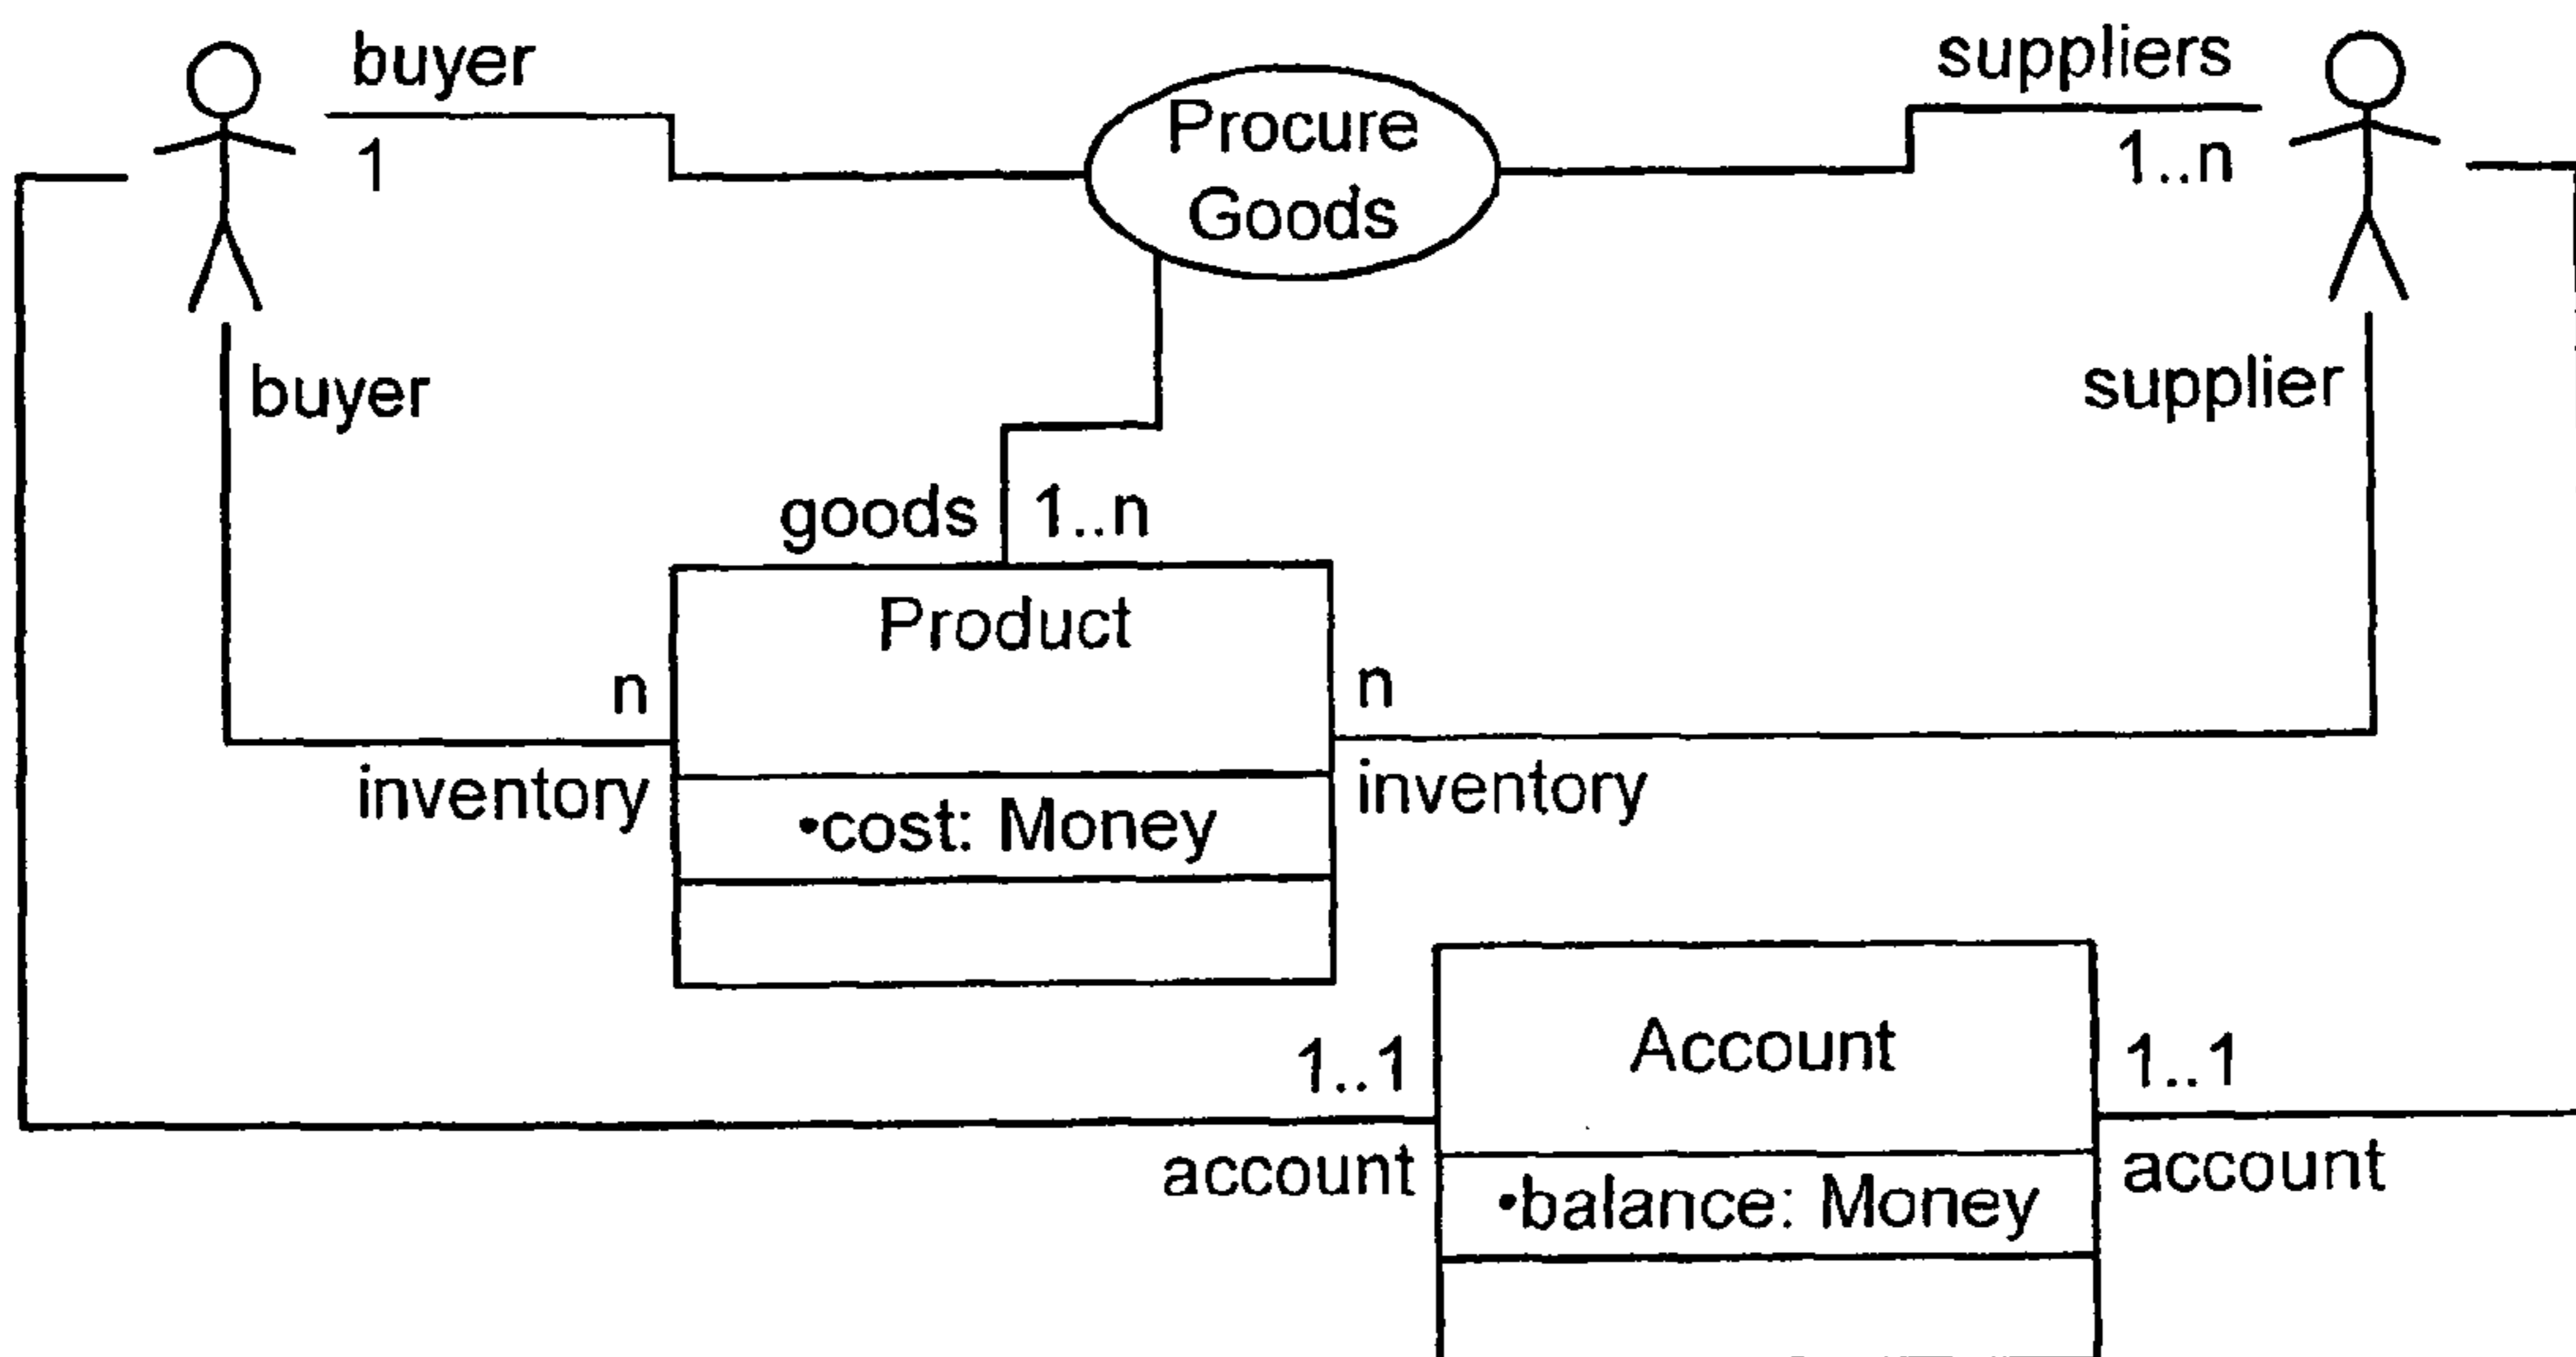 buyer
1
Procure
Goods
suppliers
1..n
buyer
supplier
goods
1..n
Product
n
n
inventory
inventory
•cost: Money
1..1
Account
1..1
account
account
•balance: Money